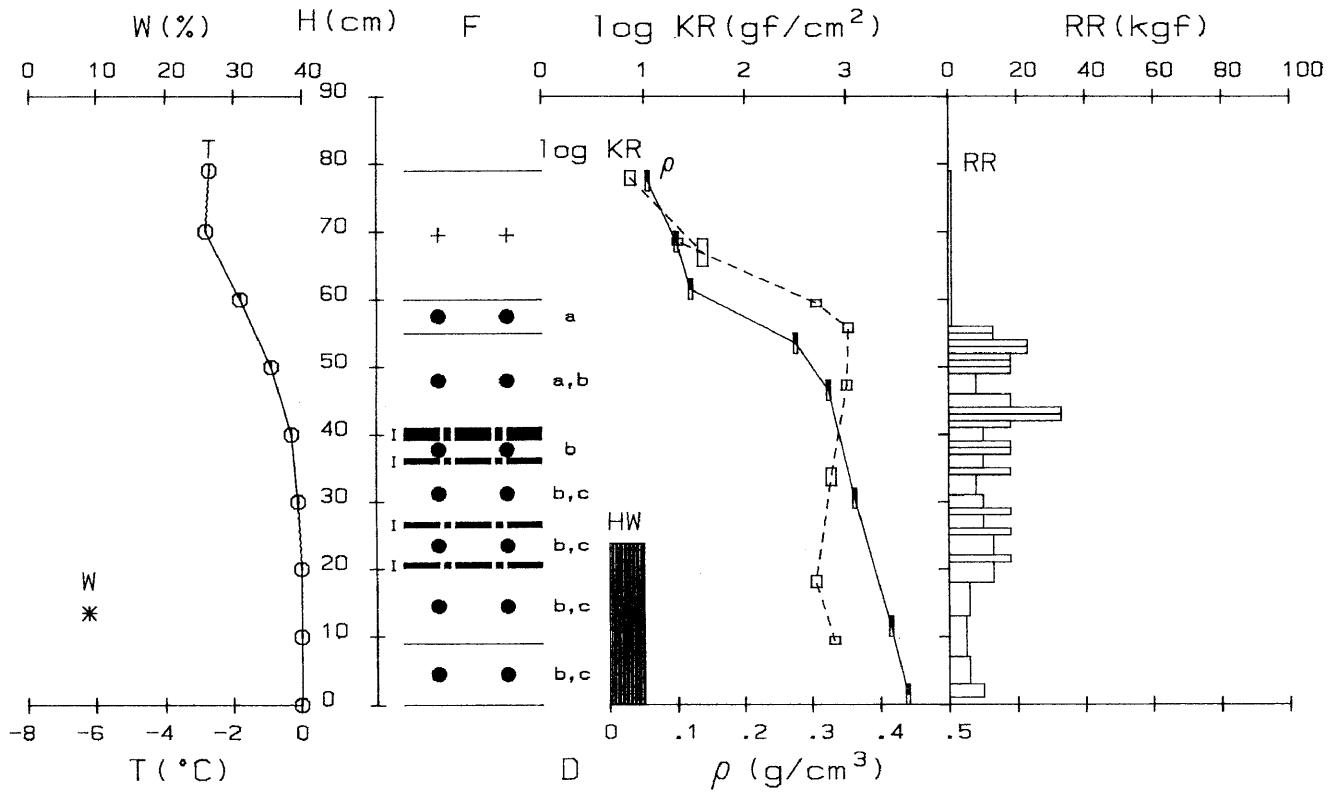 W(%) H(cm) F log KR(gf/cm²) RR(kgf)
0 10 20 30 40 0 1 2 3 0 20 40 60 80 100
90
T log KR ρ RR
80
70
60
a
50
a,b
40
I
b
I
30
b,c
I
HW
b,c
20
I
W
b,c
10
b,c
0
-8 -6 -4 -2 0 0 .1 .2 .3 .4 .5
T(°C) D ρ (g/cm³)